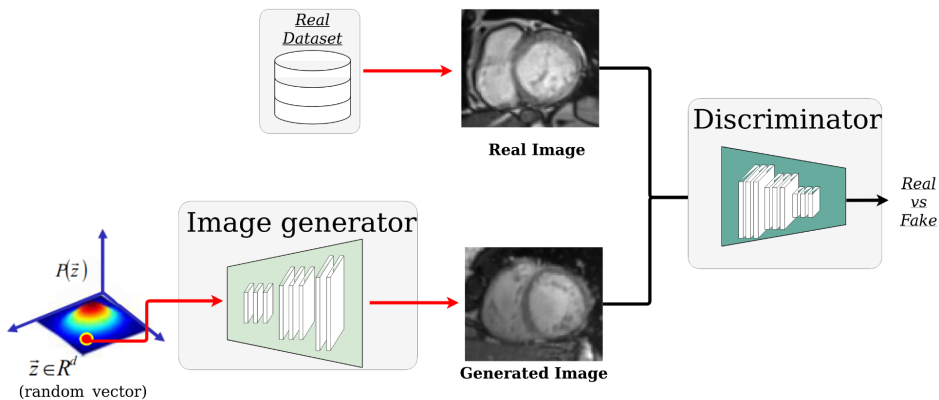 Real
Dataset
Real Image
Discriminator
Real
vs
Fake
Image generator
P(z⃗)
z⃗ ∈ R^d
(random vector)
Generated Image